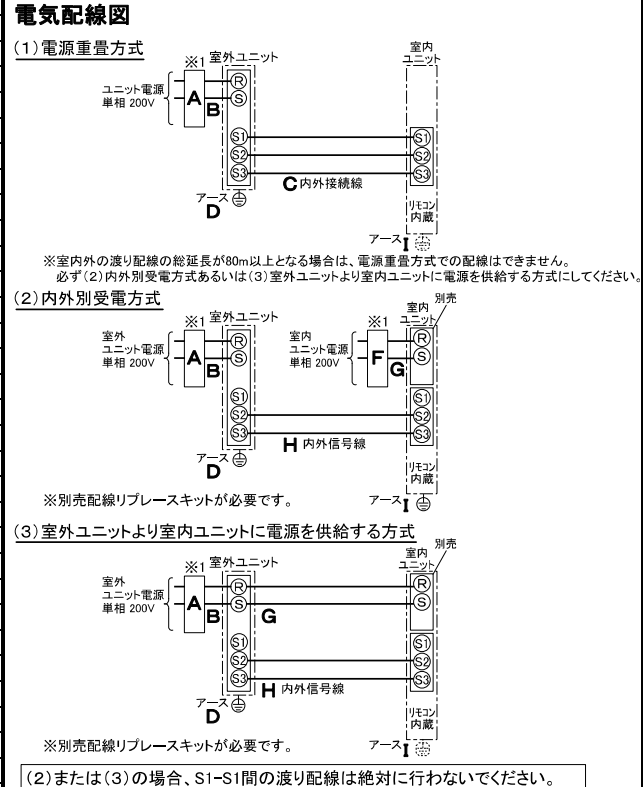 電気配線図
(1)電源重畳方式
※1 室外ユニット
室内
ユニット
ユニット電源
単相 200V
A
B
R
S
S1
S2
S3
S1
S2
S3
C 内外接続線
アース
D
リモコン
内蔵
アース I
※室内外の渡り配線の総延長が80m以上となる場合は、電源重畳方式での配線はできません。
必ず(2)内外別受電方式あるいは(3)室外ユニットより室内ユニットに電源を供給する方式にしてください。
(2)内外別受電方式
※1 室外ユニット
※1
室内
ユニット
別売
室外
ユニット電源
単相 200V
A
B
R
S
室内
ユニット電源
単相 200V
F
G
R
S
S1
S2
S3
S1
S2
S3
H 内外信号線
アース
D
リモコン
内蔵
※別売配線リプレースキットが必要です。
アース I
(3)室外ユニットより室内ユニットに電源を供給する方式
※1 室外ユニット
室内
ユニット
別売
室外
ユニット電源
単相 200V
A
B
R
S
G
R
S
S1
S2
S3
S1
S2
S3
H 内外信号線
アース
D
リモコン
内蔵
※別売配線リプレースキットが必要です。
アース I
(2)または(3)の場合、S1-S1間の渡り配線は絶対に行わないでください。